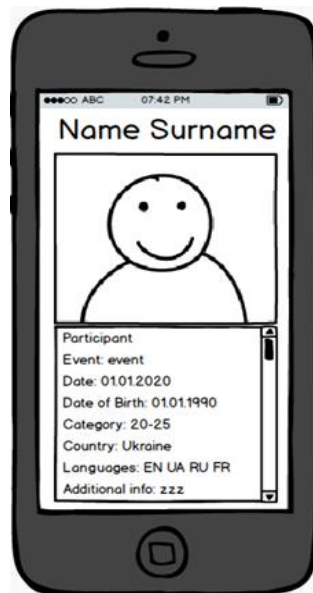 ABC 07:42 PM
Name Surname
Participant
Event: event
Date: 01.01.2020
Date of Birth: 01.01.1990
Category: 20-25
Country: Ukraine
Languages: EN UA RU FR
Additional info: zzz